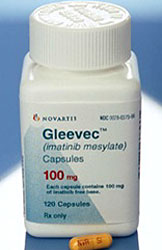 NOVARTIS
Gleevec™
(imatinib mesylate)
Capsules
100 mg
Each capsule contains 100 mg
of imatinib free base.
120 Capsules
Rx only